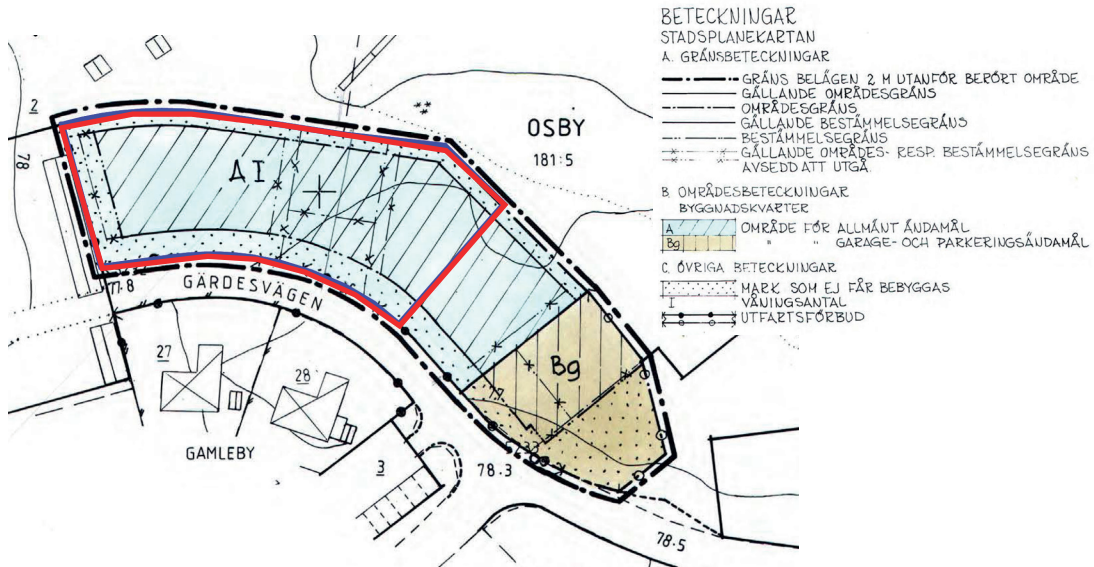 BETECKNINGAR
STADSPLANEKARTAN
A. GRÄNSBETECKNINGAR
GRÄNS BELÄGEN 2 M UTANFÖR BERÖRT OMRÅDE
GÄLLANDE OMRÅDESGRÄNS
OMRÅDESGRÄNS
GÄLLANDE BESTÄMMELSEGRÄNS
BESTÄMMELSEGRÄNS
GÄLLANDE OMRÅDES- RESP. BESTÄMMELSEGRÄNS
AVSEDD ATT UTGÅ
B. OMRÅDESBETECKNINGAR
BYGGNADSKVARTER
A OMRÅDE FÖR ALLMÄNT ÄNDAMÅL
Bg " " GARAGE- OCH PARKERINGSÄNDAMÅL
C. ÖVRIGA BETECKNINGAR
MARK SOM EJ FÅR BEBYGGAS
I VÅNINGSANTAL
UTFARTSFÖRBUD
2
78
OSBY
181:5
A I
77.8
GÄRDESVÄGEN
27
28
Bg
77.
GAMLEBY
3
78.3
78.5